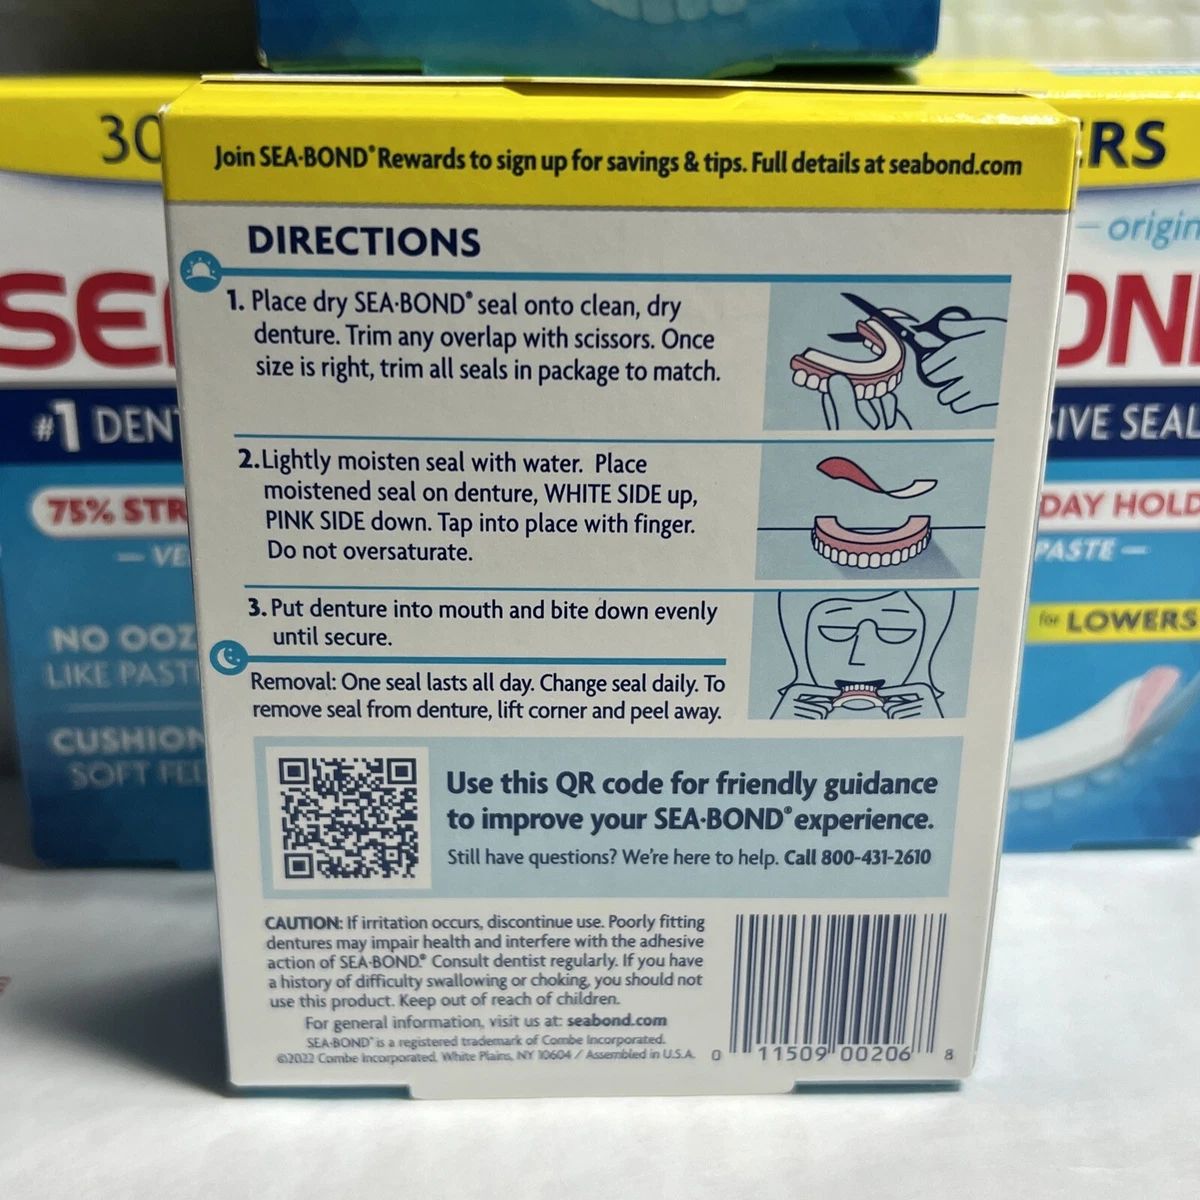 30
Join SEA·BOND® Rewards to sign up for savings & tips. Full details at seabond.com
DIRECTIONS
1. Place dry SEA·BOND® seal onto clean, dry
denture. Trim any overlap with scissors. Once
size is right, trim all seals in package to match.
2. Lightly moisten seal with water. Place
moistened seal on denture, WHITE SIDE up,
PINK SIDE down. Tap into place with finger.
Do not oversaturate.
3. Put denture into mouth and bite down evenly
until secure.
Removal: One seal lasts all day. Change seal daily. To
remove seal from denture, lift corner and peel away.
Use this QR code for friendly guidance
to improve your SEA·BOND® experience.
Still have questions? We're here to help. Call 800-431-2610
CAUTION: If irritation occurs, discontinue use. Poorly fitting
dentures may impair health and interfere with the adhesive
action of SEA·BOND.® Consult dentist regularly. If you have
a history of difficulty swallowing or choking, you should not
use this product. Keep out of reach of children.
For general information, visit us at: seabond.com
SEA·BOND® is a registered trademark of Combe Incorporated.
©2022 Combe Incorporated, White Plains, NY 10604 / Assembled in U.S.A.
0 11509 00206 8
SE
#1 DEN
75% STR
— VE
NO OOZ
LIKE PAST
CUSHION
SOFT FE
ERS
— origin
OND
SIVE SEAL
DAY HOLD
PASTE —
for LOWERS